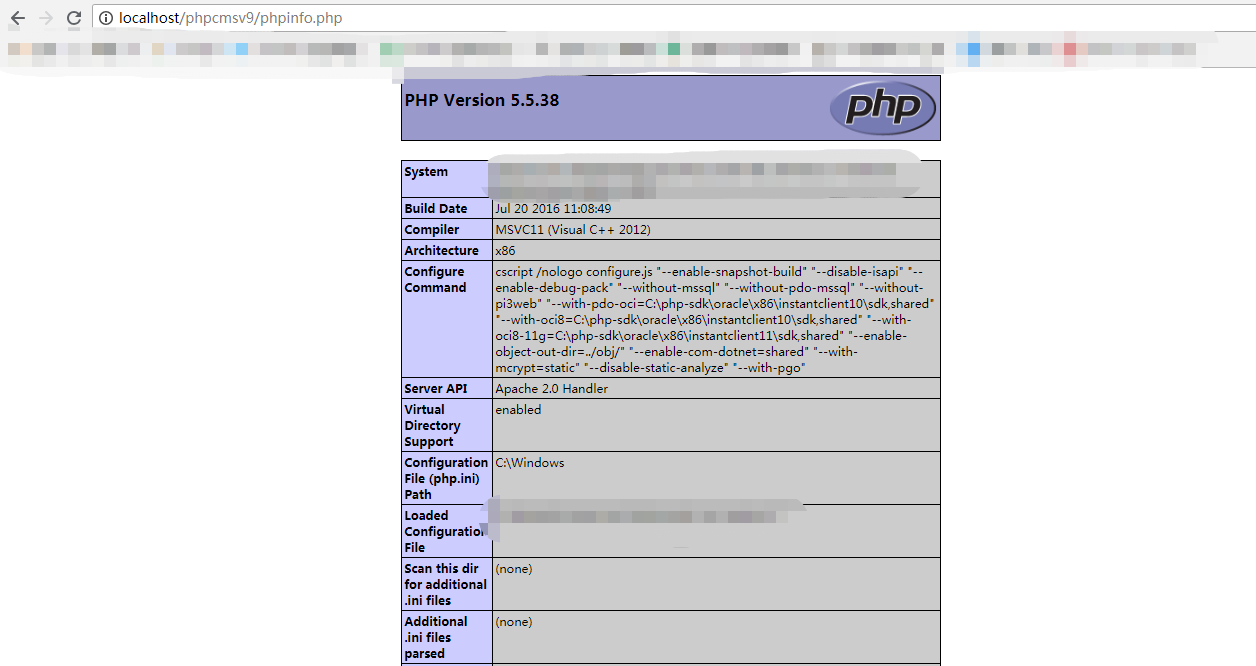 localhost/phpcmsv9/phpinfo.php
PHP Version 5.5.38
php
System
Build Date
Jul 20 2016 11:08:49
Compiler
MSVC11 (Visual C++ 2012)
Architecture
x86
Configure
Command
cscript /nologo configure.js "--enable-snapshot-build" "--disable-isapi" "--
enable-debug-pack" "--without-mssql" "--without-pdo-mssql" "--without-
pi3web" "--with-pdo-oci=C:\php-sdk\oracle\x86\instantclient10\sdk,shared"
"--with-oci8=C:\php-sdk\oracle\x86\instantclient10\sdk,shared" "--with-
oci8-11g=C:\php-sdk\oracle\x86\instantclient11\sdk,shared" "--enable-
object-out-dir=../obj/" "--enable-com-dotnet=shared" "--with-
mcrypt=static" "--disable-static-analyze" "--with-pgo"
Server API
Apache 2.0 Handler
Virtual
Directory
Support
enabled
Configuration
File (php.ini)
Path
C:\Windows
Loaded
Configuration
File
Scan this dir
for additional
.ini files
(none)
Additional
.ini files
parsed
(none)